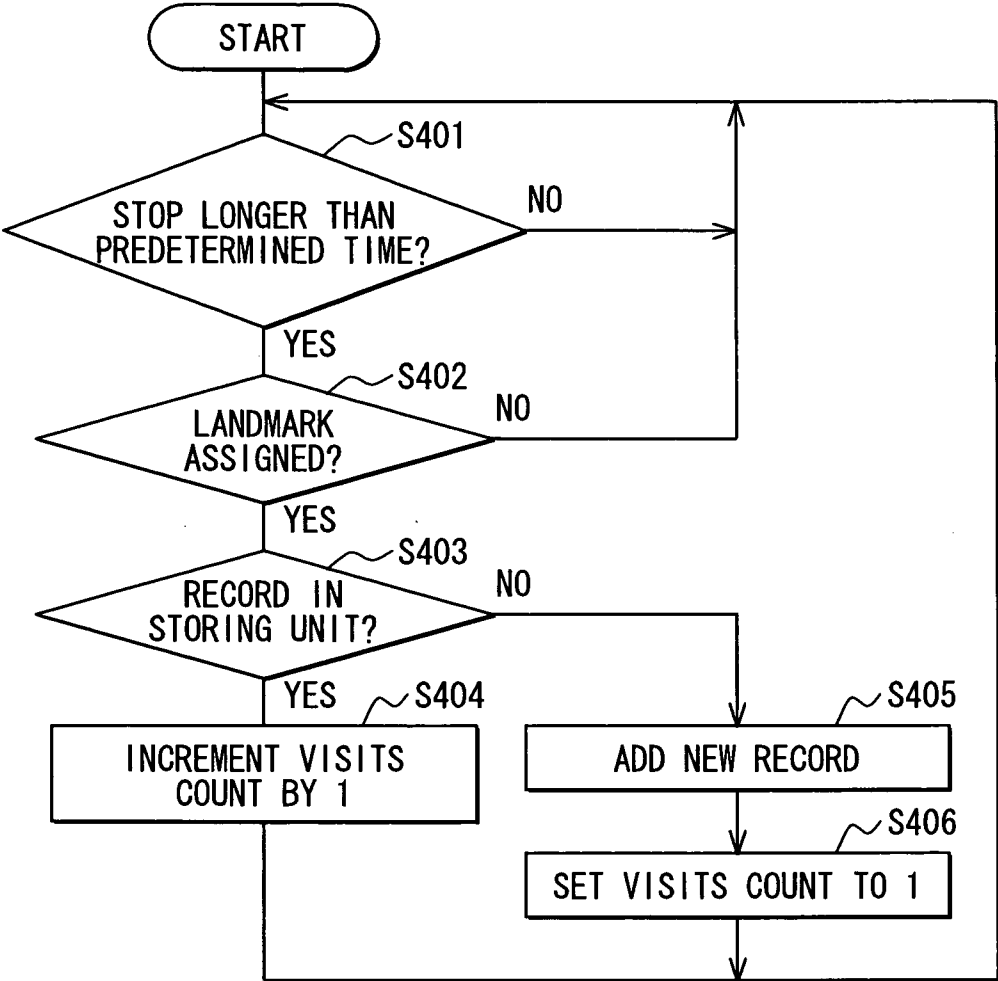 START
S401
STOP LONGER THAN
PREDETERMINED TIME?
NO
YES
S402
LANDMARK
ASSIGNED?
NO
YES
S403
RECORD IN
STORING UNIT?
NO
YES
S404
INCREMENT VISITS
COUNT BY 1
S405
ADD NEW RECORD
S406
SET VISITS COUNT TO 1